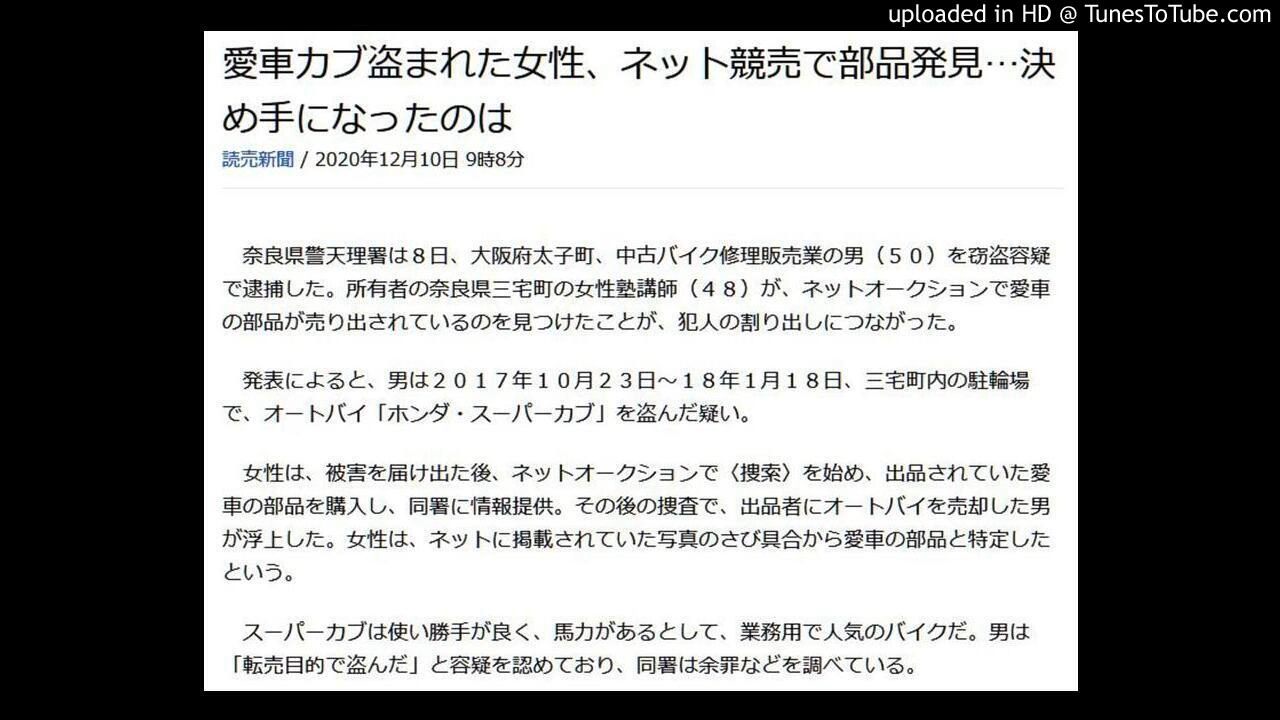 uploaded in HD @ TunesToTube.com
愛車カブ盗まれた女性、ネット競売で部品発見…決
め手になったのは
読売新聞 / 2020年12月10日 9時8分
奈良県警天理署は８日、大阪府太子町、中古バイク修理販売業の男（５０）を窃盗容疑
で逮捕した。所有者の奈良県三宅町の女性塾講師（４８）が、ネットオークションで愛車
の部品が売り出されているのを見つけたことが、犯人の割り出しにつながった。
発表によると、男は２０１７年１０月２３日～１８年１月１８日、三宅町内の駐輪場
で、オートバイ「ホンダ・スーパーカブ」を盗んだ疑い。
女性は、被害を届け出た後、ネットオークションで〈捜索〉を始め、出品されていた愛
車の部品を購入し、同署に情報提供。その後の捜査で、出品者にオートバイを売却した男
が浮上した。女性は、ネットに掲載されていた写真のさび具合から愛車の部品と特定した
という。
スーパーカブは使い勝手が良く、馬力があるとして、業務用で人気のバイクだ。男は
「転売目的で盗んだ」と容疑を認めており、同署は余罪などを調べている。